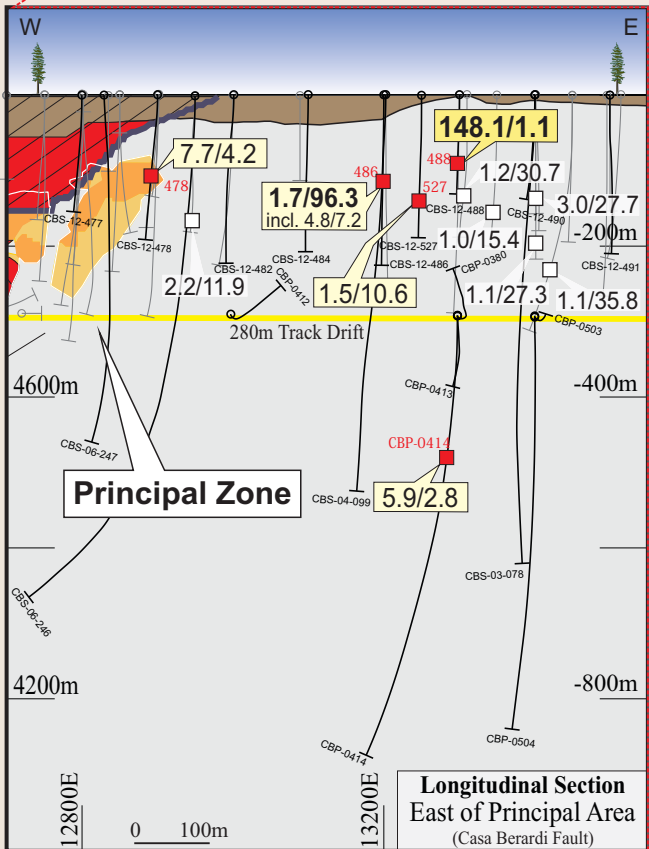 W
E
148.1/1.1
7.7/4.2
478
486
488
1.7/96.3
incl. 4.8/7.2
527
1.2/30.7
3.0/27.7
CBS-12-477
CBS-12-478
CBS-12-488
CBS-12-490
-200m
CBS-12-482
CBS-12-484
CBS-12-527
CBS-12-486
CBP-0380
CBS-12-491
1.0/15.4
2.2/11.9
CBP-0412
1.5/10.6
1.1/27.3
1.1/35.8
280m Track Drift
CBP-0503
4600m
-400m
CBP-0413
CBS-06-247
CBP-0414
Principal Zone
5.9/2.8
CBS-04-099
CBS-03-078
CBS-06-246
4200m
-800m
CBP-0504
CBP-0414
12800E
0 100m
13200E
Longitudinal Section
East of Principal Area
(Casa Berardi Fault)